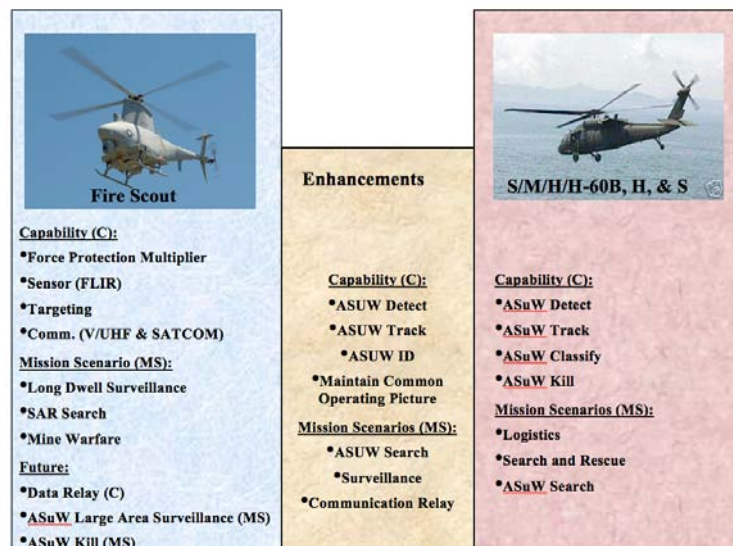 Fire Scout
Capability (C):
•Force Protection Multiplier
•Sensor (FLIR)
•Targeting
•Comm. (V/UHF & SATCOM)
Mission Scenario (MS):
•Long Dwell Surveillance
•SAR Search
•Mine Warfare
Future:
•Data Relay (C)
•ASuW Large Area Surveillance (MS)
•ASuW Kill (MS)
Enhancements
Capability (C):
•ASUW Detect
•ASUW Track
•ASUW ID
•Maintain Common
Operating Picture
Mission Scenarios (MS):
•ASUW Search
•Surveillance
•Communication Relay
S/M/H/H-60B, H, & S
Capability (C):
•ASuW Detect
•ASuW Track
•ASuW Classify
•ASuW Kill
Mission Scenarios (MS):
•Logistics
•Search and Rescue
•ASuW Search